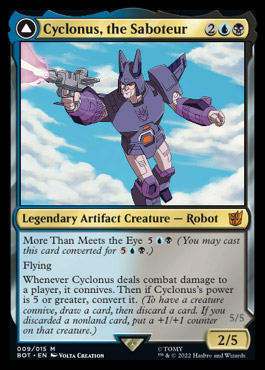 Cyclonus, the Saboteur 2
Legendary Artifact Creature — Robot
More Than Meets the Eye 5 (You may cast
this card converted for 5 .)
Flying
Whenever Cyclonus deals combat damage to
a player, it connives. Then if Cyclonus's power
is 5 or greater, convert it. (To have a creature
connive, draw a card, then discard a card. If you
discarded a nonland card, put a +1/+1 counter
on that creature.)
5/5
2/5
009/015 M
BOT • EN Volta Creation
©TOMY
™ & © 2022 Hasbro and Wizards